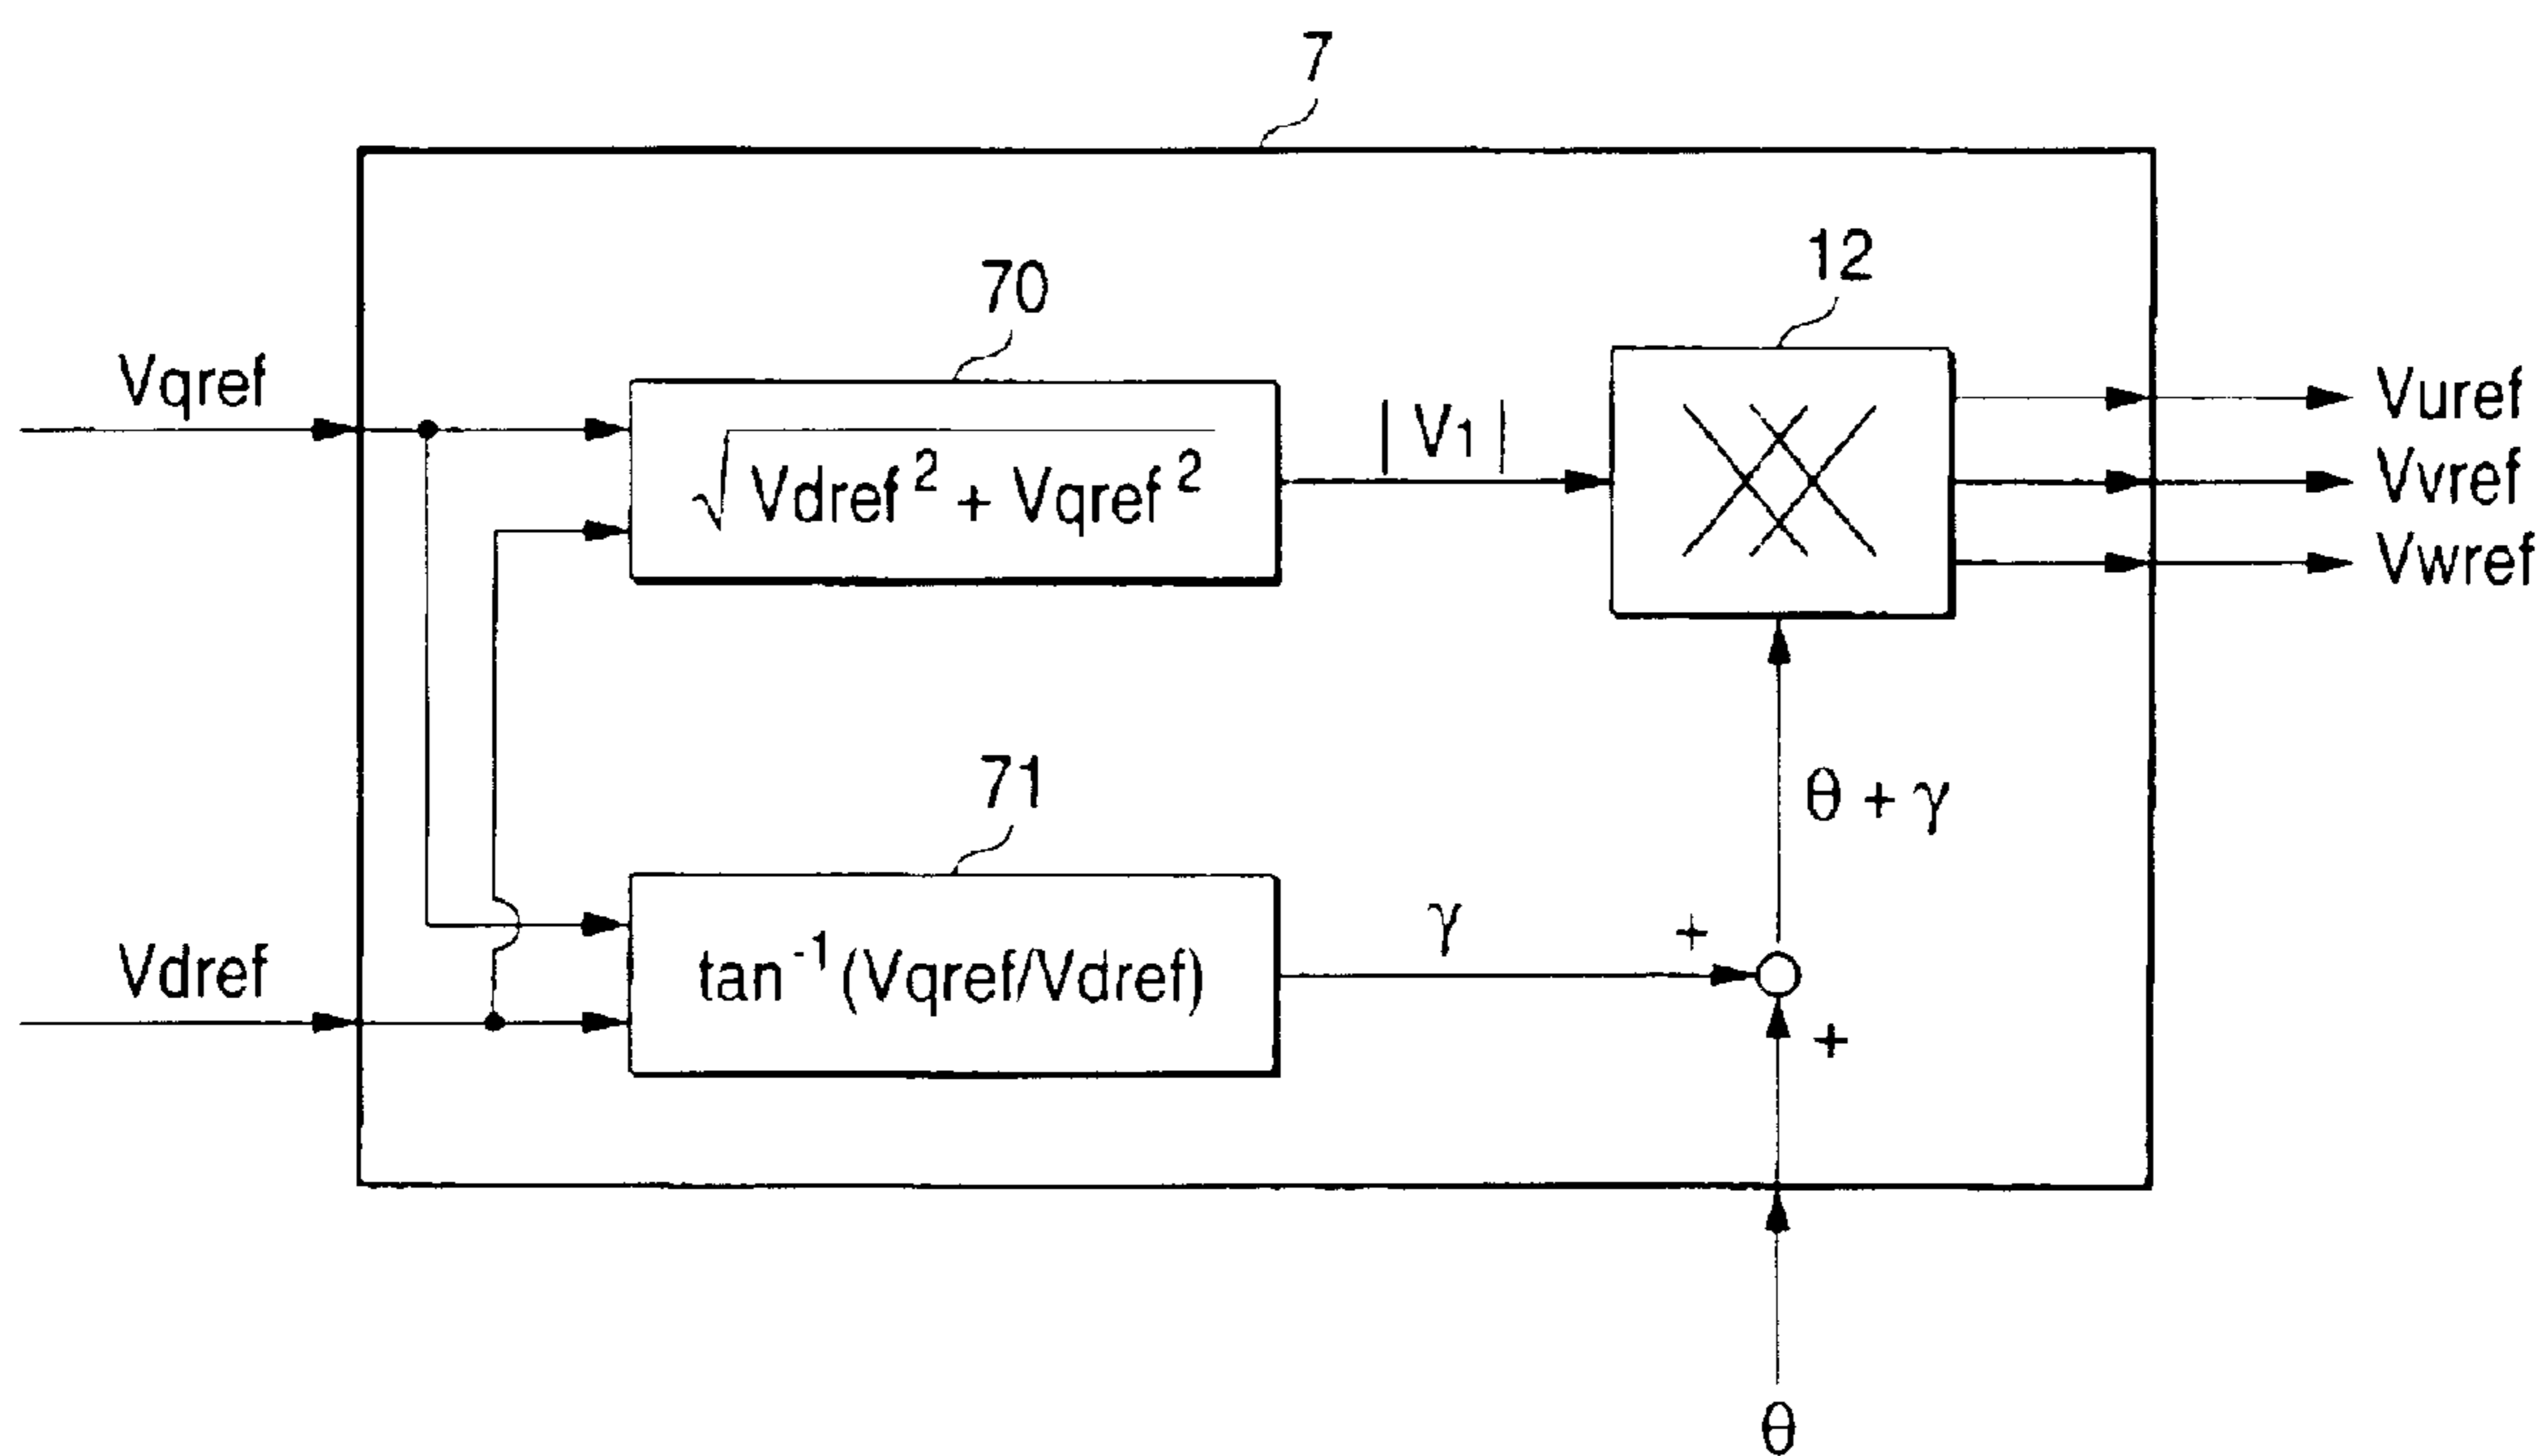 7
70
12
Vqref
√Vdref² + Vqref²
| V₁ |
Vuref
Vvref
Vwref
71
θ + γ
Vdref
tan⁻¹ (Vqref/Vdref)
γ
+
+
θ